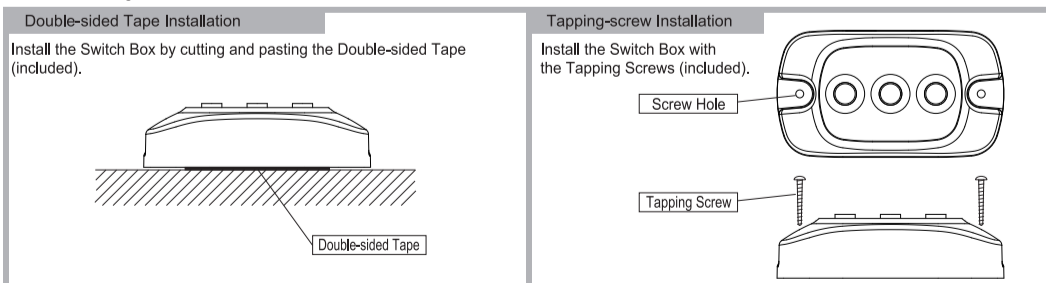 Double-sided Tape Installation
Install the Switch Box by cutting and pasting the Double-sided Tape
(included).
Double-sided Tape
Tapping-screw Installation
Install the Switch Box with
the Tapping Screws (included).
Screw Hole
Tapping Screw